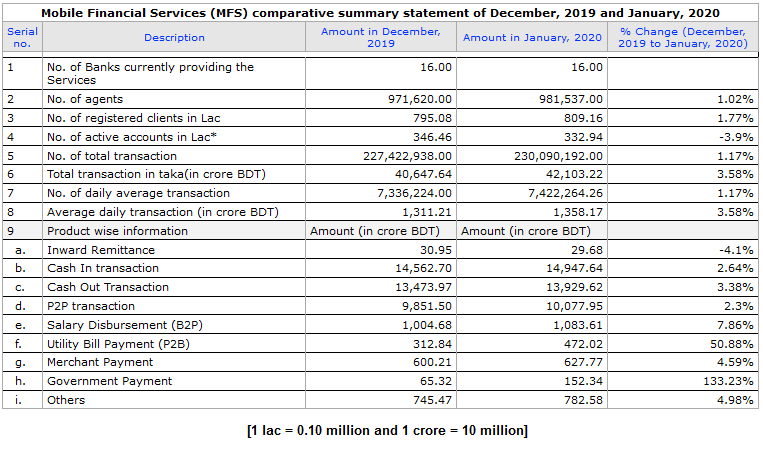 Mobile Financial Services (MFS) comparative summary statement of December, 2019 and January, 2020
Serial no. Description Amount in December, 2019 Amount in January, 2020 % Change (December, 2019 to January, 2020)
1 No. of Banks currently providing the Services 16.00 16.00
2 No. of agents 971,620.00 981,537.00 1.02%
3 No. of registered clients in Lac 795.08 809.16 1.77%
4 No. of active accounts in Lac* 346.46 332.94 -3.9%
5 No. of total transaction 227,422,938.00 230,090,192.00 1.17%
6 Total transaction in taka(in crore BDT) 40,647.64 42,103.22 3.58%
7 No. of daily average transaction 7,336,224.00 7,422,264.26 1.17%
8 Average daily transaction (in crore BDT) 1,311.21 1,358.17 3.58%
9 Product wise information Amount (in crore BDT) Amount (in crore BDT)
a. Inward Remittance 30.95 29.68 -4.1%
b. Cash In transaction 14,562.70 14,947.64 2.64%
c. Cash Out Transaction 13,473.97 13,929.62 3.38%
d. P2P transaction 9,851.50 10,077.95 2.3%
e. Salary Disbursement (B2P) 1,004.68 1,083.61 7.86%
f. Utility Bill Payment (P2B) 312.84 472.02 50.88%
g. Merchant Payment 600.21 627.77 4.59%
h. Government Payment 65.32 152.34 133.23%
i. Others 745.47 782.58 4.98%
[1 lac = 0.10 million and 1 crore = 10 million]